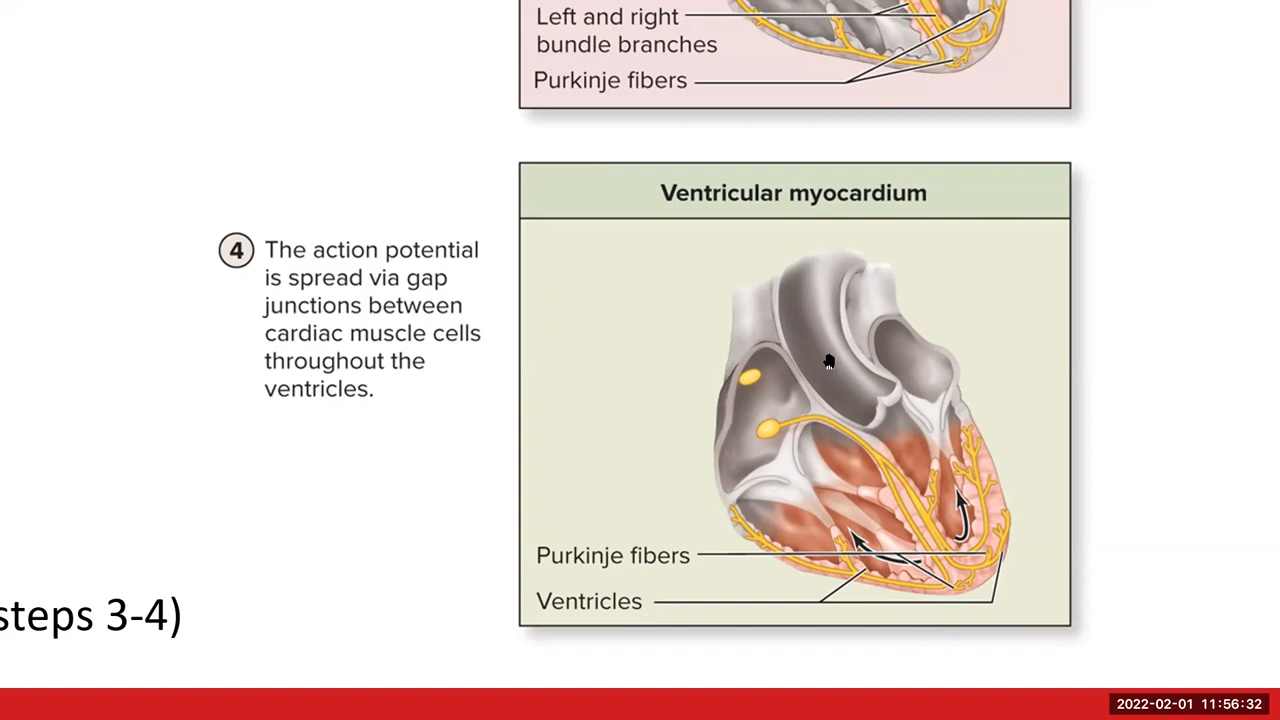 Left and right
bundle branches
Purkinje fibers
Ventricular myocardium
4 The action potential
is spread via gap
junctions between
cardiac muscle cells
throughout the
ventricles.
Purkinje fibers
Ventricles
steps 3-4)
2022-02-01 11:56:32